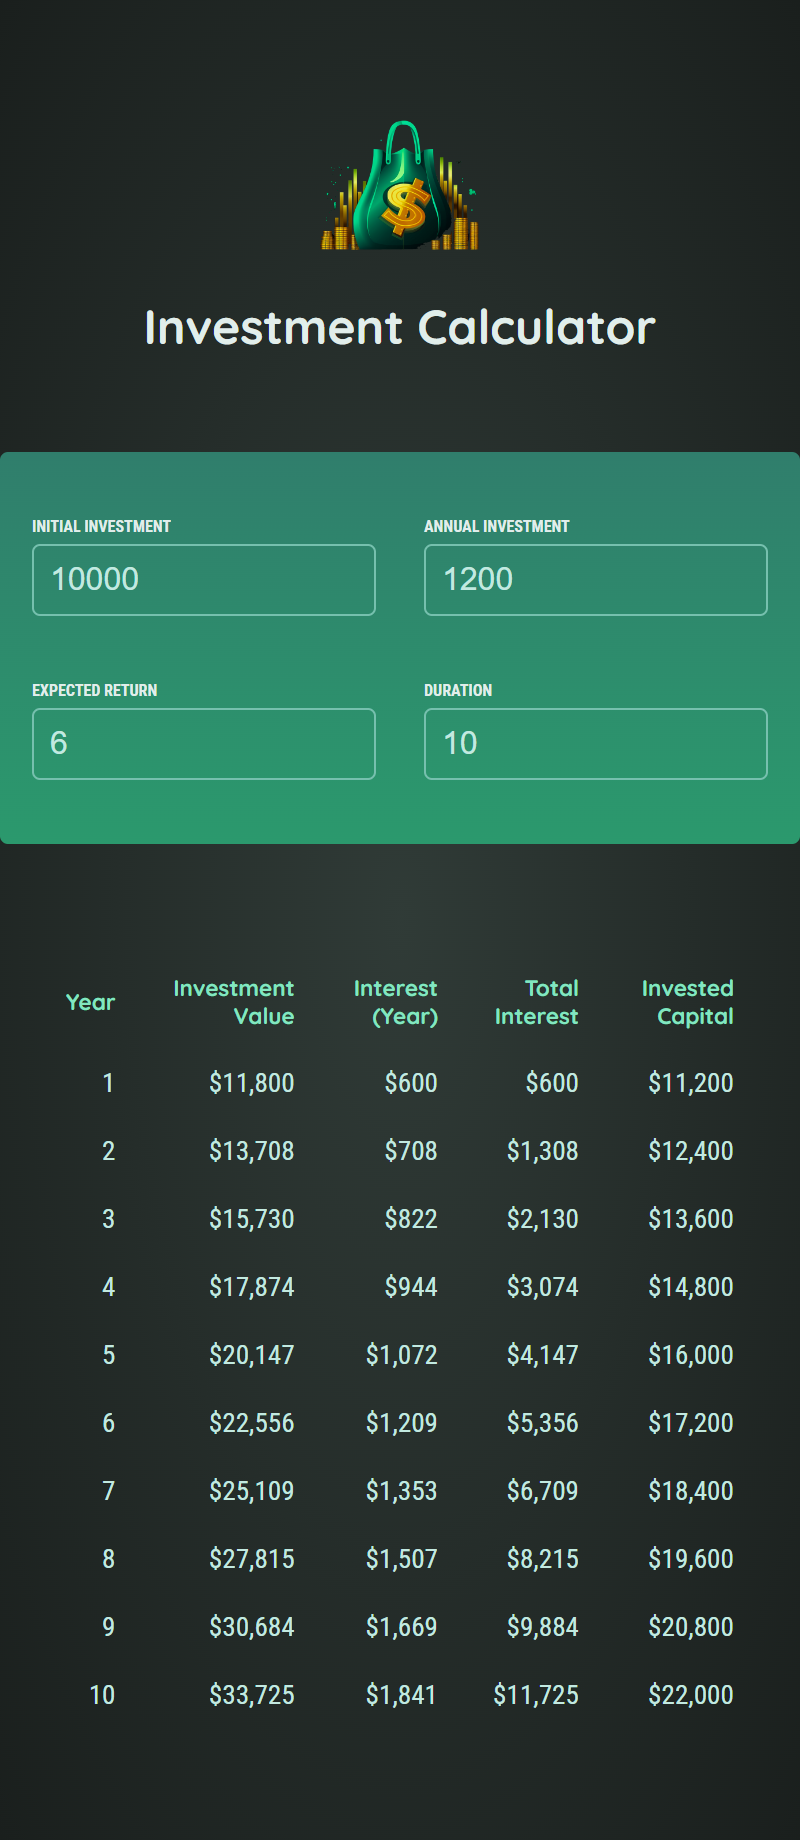 $
Investment Calculator
INITIAL INVESTMENT ANNUAL INVESTMENT
10000 1200
EXPECTED RETURN DURATION
6 10
Year Investment Value Interest (Year) Total Interest Invested Capital
1 $11,800 $600 $600 $11,200
2 $13,708 $708 $1,308 $12,400
3 $15,730 $822 $2,130 $13,600
4 $17,874 $944 $3,074 $14,800
5 $20,147 $1,072 $4,147 $16,000
6 $22,556 $1,209 $5,356 $17,200
7 $25,109 $1,353 $6,709 $18,400
8 $27,815 $1,507 $8,215 $19,600
9 $30,684 $1,669 $9,884 $20,800
10 $33,725 $1,841 $11,725 $22,000